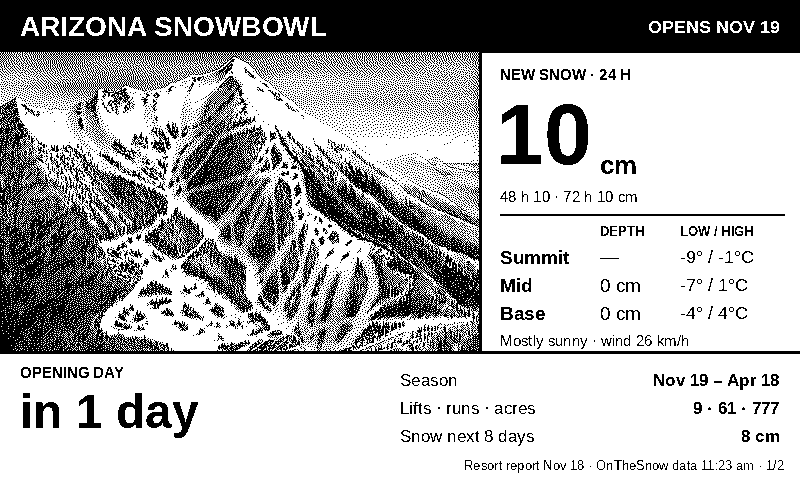 ARIZONA SNOWBOWL
OPENS NOV 19
NEW SNOW · 24 H
10 cm
48 h 10 · 72 h 10 cm
DEPTH LOW / HIGH
Summit — -9° / -1°C
Mid 0 cm -7° / 1°C
Base 0 cm -4° / 4°C
Mostly sunny · wind 26 km/h
OPENING DAY
in 1 day
Season Nov 19 – Apr 18
Lifts · runs · acres 9 · 61 · 777
Snow next 8 days 8 cm
Resort report Nov 18 · OnTheSnow data 11:23 am · 1/2